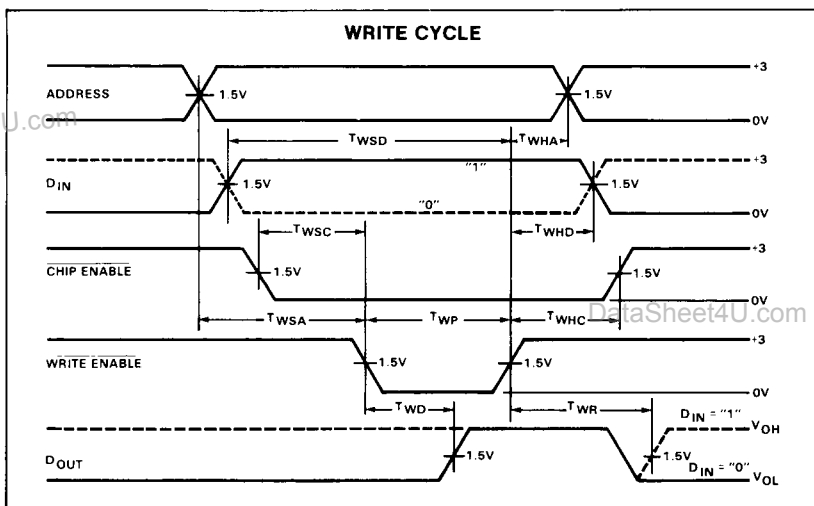 WRITE CYCLE
+3
ADDRESS
1.5V
1.5V
0V
U.com
TWSD
TWHA
+3
"1"
DIN
1.5V
1.5V
"0"
0V
TWSC
TWHD
+3
CHIP ENABLE
1.5V
1.5V
0V
TWSA
TWP
TWHC
DataSheet4U.com
+3
WRITE ENABLE
1.5V
1.5V
0V
TWD
TWR
DIN = "1"
VOH
DOUT
1.5V
1.5V
DIN = "0"
VOL